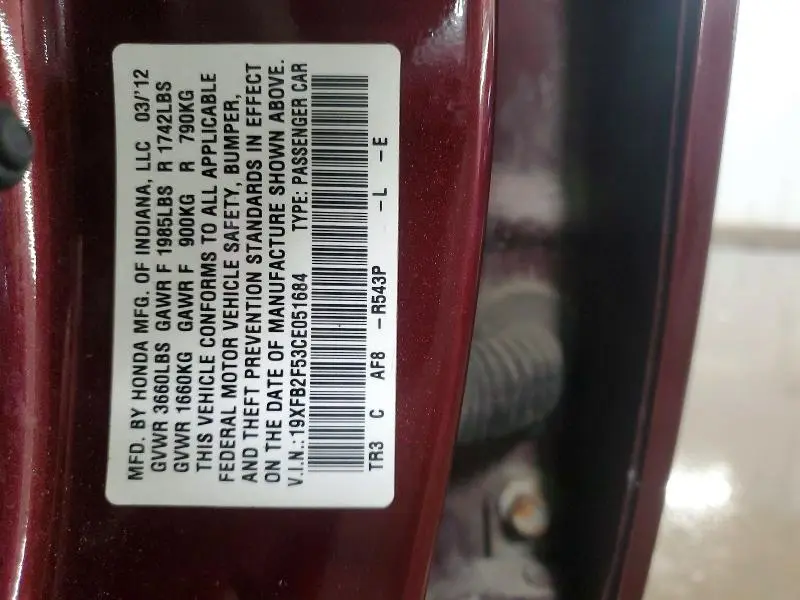 MFD. BY HONDA MFG. OF INDIANA, LLC 03/'12
GVWR 3660LBS GAWR F 1985LBS R 1742LBS
GVWR 1660KG GAWR F 900KG R 790KG
THIS VEHICLE CONFORMS TO ALL APPLICABLE
FEDERAL MOTOR VEHICLE SAFETY, BUMPER,
AND THEFT PREVENTION STANDARDS IN EFFECT
ON THE DATE OF MANUFACTURE SHOWN ABOVE.
V.I.N.:19XFB2F53CE051684 TYPE: PASSENGER CAR
TR3 C AF8 -R543P -L -E